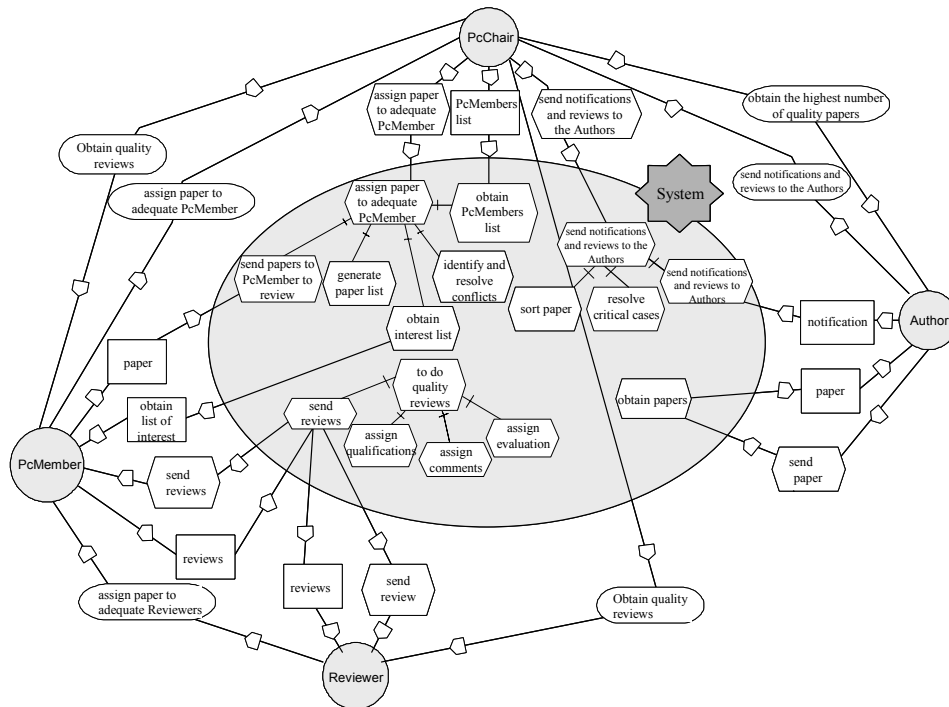 PcChair
assign paper
to adequate
PcMember
PcMembers
list
send notifications
and reviews to
the Authors
obtain the highest number
of quality papers
Obtain quality
reviews
assign paper to
adequate PcMember
send notifications and
reviews to the Authors
System
assign paper
to adequate
PcMember
obtain
PcMembers
list
send notifications
and reviews to the
Authors
send papers to
PcMember to
review
generate
paper list
identify and
resolve
conflicts
send notifications
and reviews to
Authors
sort paper
resolve
critical cases
obtain
interest list
notification
Author
paper
to do
quality
reviews
obtain papers
paper
obtain
list of
interest
send
reviews
assign
qualifications
assign
comments
assign
evaluation
PcMember
send
reviews
send
paper
reviews
reviews
send
review
assign paper to
adequate Reviewers
Obtain quality
reviews
Reviewer